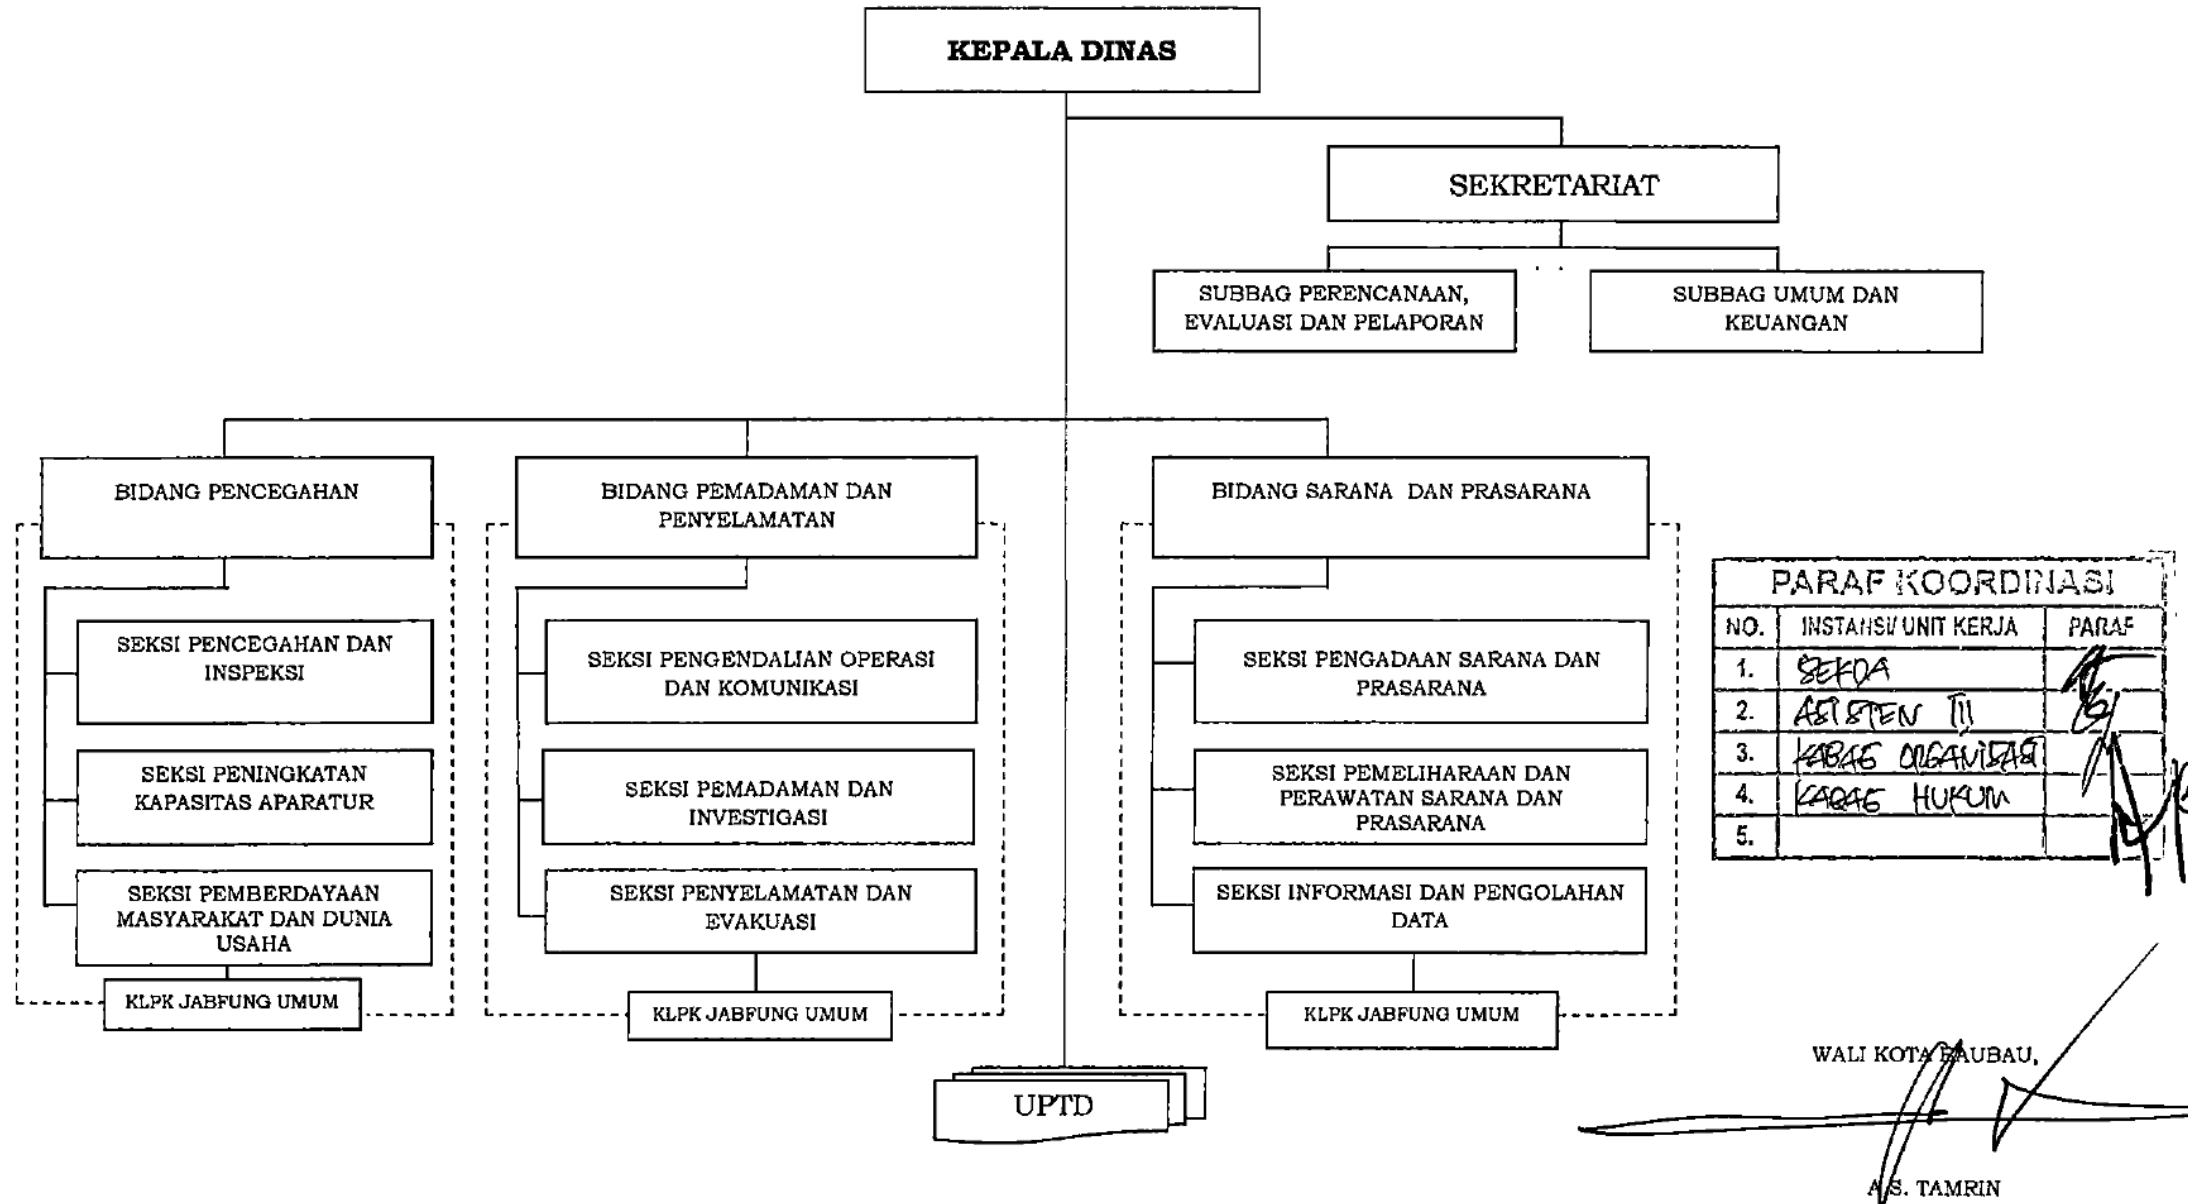 KEPALA DINAS
SEKRETARIAT
SUBBAG PERENCANAAN,
EVALUASI DAN PELAPORAN
SUBBAG UMUM DAN
KEUANGAN
BIDANG PENCEGAHAN
SEKSI PENCEGAHAN DAN
INSPEKSI
SEKSI PENINGKATAN
KAPASITAS APARATUR
SEKSI PEMBERDAYAAN
MASYARAKAT DAN DUNIA
USAHA
KLPK JABFUNG UMUM
BIDANG PEMADAMAN DAN
PENYELAMATAN
SEKSI PENGENDALIAN OPERASI
DAN KOMUNIKASI
SEKSI PEMADAMAN DAN
INVESTIGASI
SEKSI PENYELAMATAN DAN
EVAKUASI
KLPK JABFUNG UMUM
BIDANG SARANA DAN PRASARANA
SEKSI PENGADAAN SARANA DAN
PRASARANA
SEKSI PEMELIHARAAN DAN
PERAWATAN SARANA DAN
PRASARANA
SEKSI INFORMASI DAN PENGOLAHAN
DATA
KLPK JABFUNG UMUM
UPTD
PARAF KOORDINASI
NO. INSTANSI/ UNIT KERJA PARAF
1. SEKDA
2. ASISTEN III
3. KABAG ORGANISASI
4. KABAG HUKUM
5.
WALI KOTA BAUBAU,
A.S. TAMRIN